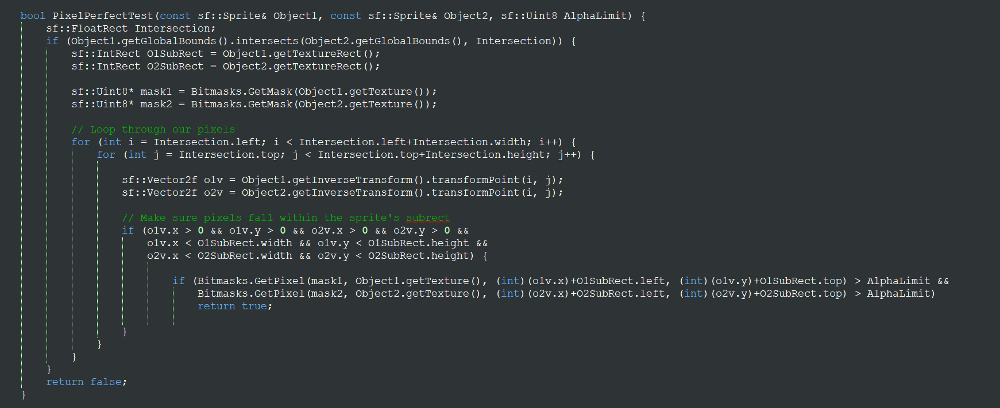 bool PixelPerfectTest(const sf::Sprite& Object1, const sf::Sprite& Object2, sf::Uint8 AlphaLimit) {
    sf::FloatRect Intersection;
    if (Object1.getGlobalBounds().intersects(Object2.getGlobalBounds(), Intersection)) {
        sf::IntRect O1SubRect = Object1.getTextureRect();
        sf::IntRect O2SubRect = Object2.getTextureRect();

        sf::Uint8* mask1 = Bitmasks.GetMask(Object1.getTexture());
        sf::Uint8* mask2 = Bitmasks.GetMask(Object2.getTexture());

        // Loop through our pixels
        for (int i = Intersection.left; i < Intersection.left+Intersection.width; i++) {
            for (int j = Intersection.top; j < Intersection.top+Intersection.height; j++) {

                sf::Vector2f o1v = Object1.getInverseTransform().transformPoint(i, j);
                sf::Vector2f o2v = Object2.getInverseTransform().transformPoint(i, j);

                // Make sure pixels fall within the sprite's subrect
                if (o1v.x > 0 && o1v.y > 0 && o2v.x > 0 && o2v.y > 0 &&
                    o1v.x < O1SubRect.width && o1v.y < O1SubRect.height &&
                    o2v.x < O2SubRect.width && o2v.y < O2SubRect.height) {

                        if (Bitmasks.GetPixel(mask1, Object1.getTexture(), (int)(o1v.x)+O1SubRect.left, (int)(o1v.y)+O1SubRect.top) > AlphaLimit &&
                            Bitmasks.GetPixel(mask2, Object2.getTexture(), (int)(o2v.x)+O2SubRect.left, (int)(o2v.y)+O2SubRect.top) > AlphaLimit)
                            return true;

                }
            }
        }
    }
    return false;
}